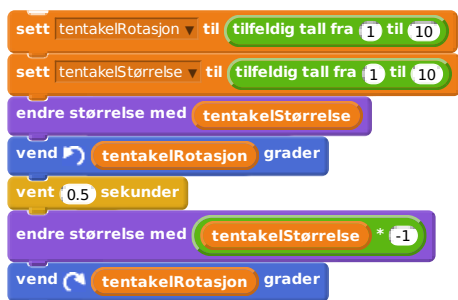 sett tentakelRotasjon til tilfeldig tall fra 1 til 10
sett tentakelStørrelse til tilfeldig tall fra 1 til 10
endre størrelse med tentakelStørrelse
vend tentakelRotasjon grader
vent 0.5 sekunder
endre størrelse med tentakelStørrelse * -1
vend tentakelRotasjon grader